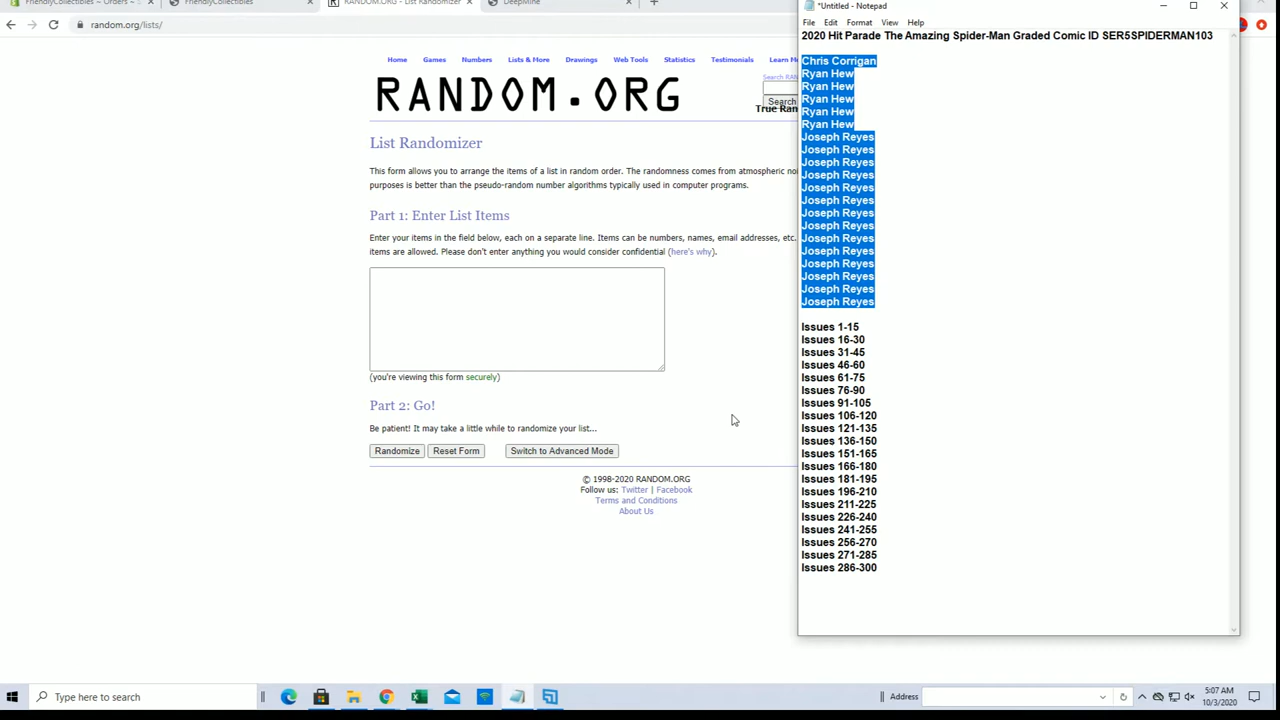 FriendlyCollectibles – Orders –
FriendlyCollectibles
RANDOM.ORG - List Randomizer
DeepMine
random.org/lists/
Home
Games
Numbers
Lists & More
Drawings
Web Tools
Statistics
Testimonials
Learn
RANDOM.ORG
Search
True Ran
List Randomizer
This form allows you to arrange the items of a list in random order. The randomness comes from atmospheric
purposes is better than the pseudo-random number algorithms typically used in computer programs.
Part 1: Enter List Items
Enter your items in the field below, each on a separate line. Items can be numbers, names, email addresses, etc.
items are allowed. Please don't enter anything you would consider confidential (here's why).
(you're viewing this form securely)
Part 2: Go!
Be patient! It may take a little while to randomize your list...
Randomize
Reset Form
Switch to Advanced Mode
© 1998-2020 RANDOM.ORG
Follow us: Twitter | Facebook
Terms and Conditions
About Us
*Untitled - Notepad
File Edit Format View Help
2020 Hit Parade The Amazing Spider-Man Graded Comic ID SER5SPIDERMAN103
Chris Corrigan
Ryan Hew
Ryan Hew
Ryan Hew
Ryan Hew
Ryan Hew
Joseph Reyes
Joseph Reyes
Joseph Reyes
Joseph Reyes
Joseph Reyes
Joseph Reyes
Joseph Reyes
Joseph Reyes
Joseph Reyes
Joseph Reyes
Joseph Reyes
Joseph Reyes
Joseph Reyes
Joseph Reyes
Issues 1-15
Issues 16-30
Issues 31-45
Issues 46-60
Issues 61-75
Issues 76-90
Issues 91-105
Issues 106-120
Issues 121-135
Issues 136-150
Issues 151-165
Issues 166-180
Issues 181-195
Issues 196-210
Issues 211-225
Issues 226-240
Issues 241-255
Issues 256-270
Issues 271-285
Issues 286-300
Type here to search
Address
5:07 AM
10/3/2020